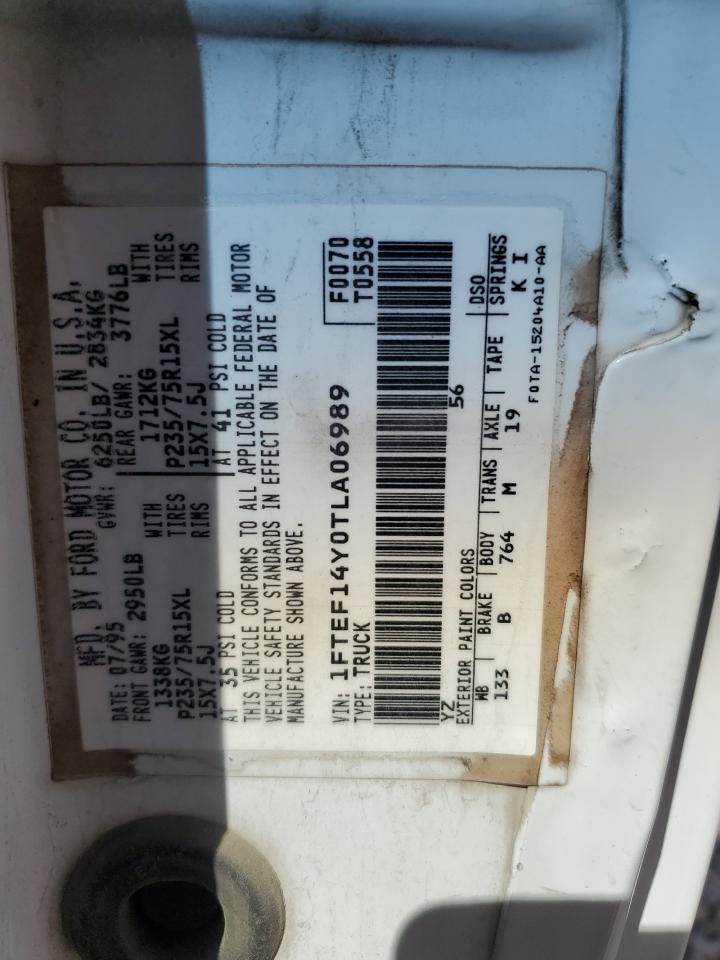 MFD. BY FORD MOTOR CO. IN U.S.A.
DATE: 07/95 GVWR: 6250LB/ 2834KG
FRONT GAWR: 2950LB REAR GAWR: 3776LB
1338KG WITH 1712KG WITH
P235/75R15XL TIRES P235/75R15XL TIRES
15X7.5J RIMS 15X7.5J RIMS
AT 35 PSI COLD AT 41 PSI COLD
THIS VEHICLE CONFORMS TO ALL APPLICABLE FEDERAL MOTOR
VEHICLE SAFETY STANDARDS IN EFFECT ON THE DATE OF
MANUFACTURE SHOWN ABOVE.
VIN: 1FTEF14Y0TLA06989 F0070
TYPE: TRUCK T0558
YZ 56
EXTERIOR PAINT COLORS DSO
WB BRAKE BODY TRANS AXLE TAPE SPRINGS
133 B 764 M 19 K I
F0TA-15204A10-AA